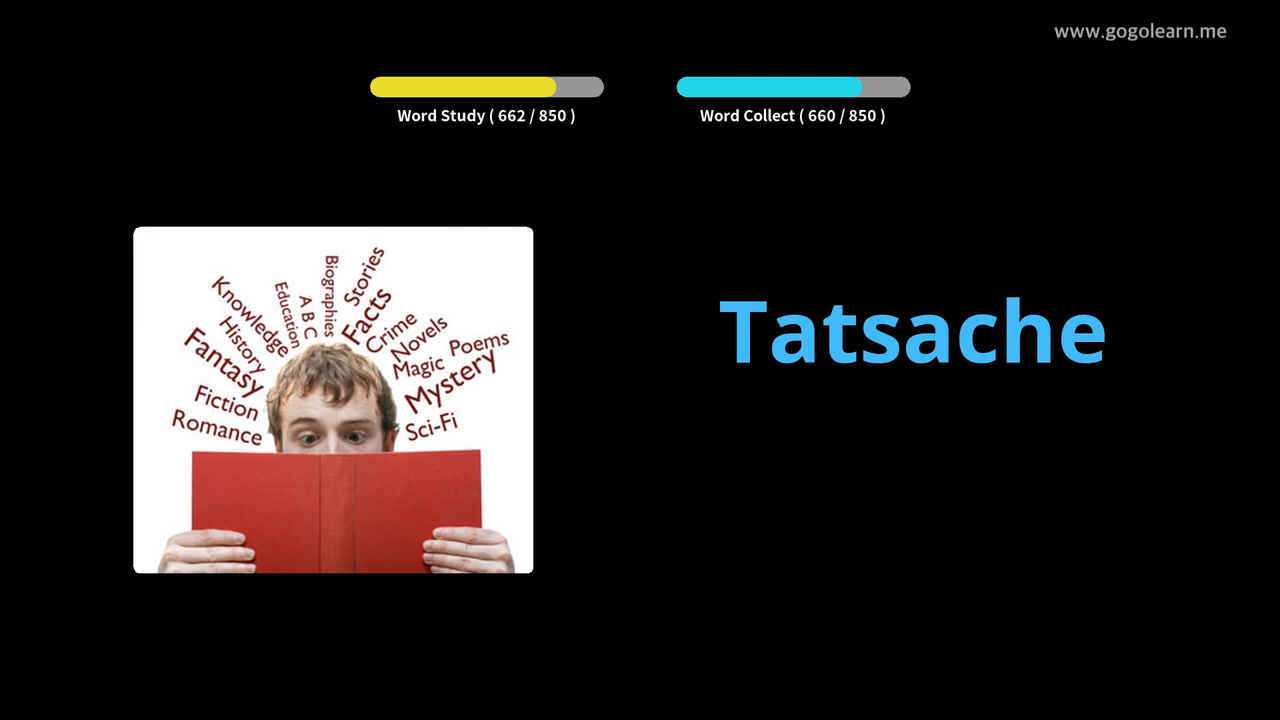 www.gogolearn.me
Word Study ( 662 / 850 )
Word Collect ( 660 / 850 )
Tatsache
Knowledge
Education
A B C
Biographies
Stories
Facts
Crime
Novels
Poems
Magic
Mystery
Sci-Fi
History
Fantasy
Fiction
Romance